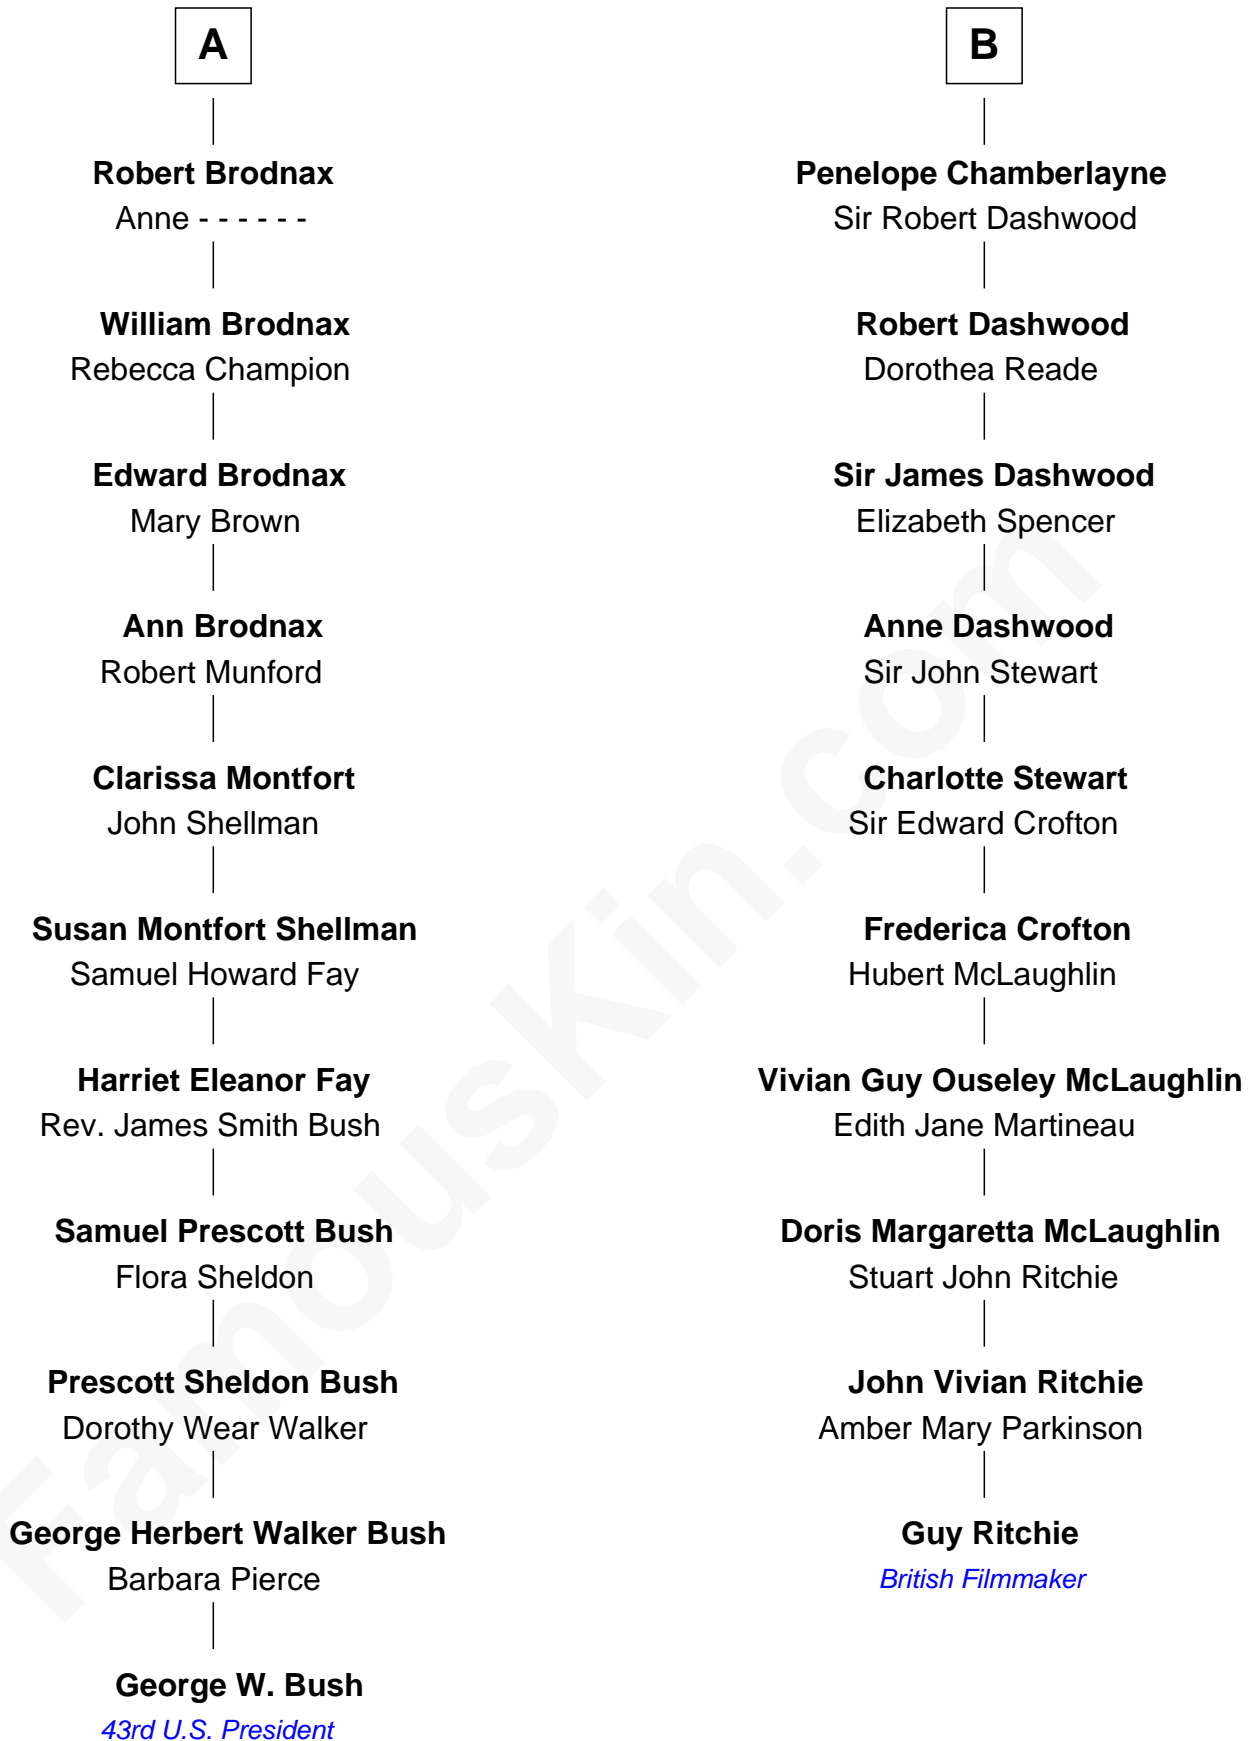 A
Robert Brodnax
Anne - - - - - -
William Brodnax
Rebecca Champion
Edward Brodnax
Mary Brown
Ann Brodnax
Robert Munford
Clarissa Montfort
John Shellman
Susan Montfort Shellman
Samuel Howard Fay
Harriet Eleanor Fay
Rev. James Smith Bush
Samuel Prescott Bush
Flora Sheldon
Prescott Sheldon Bush
Dorothy Wear Walker
George Herbert Walker Bush
Barbara Pierce
George W. Bush
43rd U.S. President
B
Penelope Chamberlayne
Sir Robert Dashwood
Robert Dashwood
Dorothea Reade
Sir James Dashwood
Elizabeth Spencer
Anne Dashwood
Sir John Stewart
Charlotte Stewart
Sir Edward Crofton
Frederica Crofton
Hubert McLaughlin
Vivian Guy Ouseley McLaughlin
Edith Jane Martineau
Doris Margaretta McLaughlin
Stuart John Ritchie
John Vivian Ritchie
Amber Mary Parkinson
Guy Ritchie
British Filmmaker
FamousKin.com